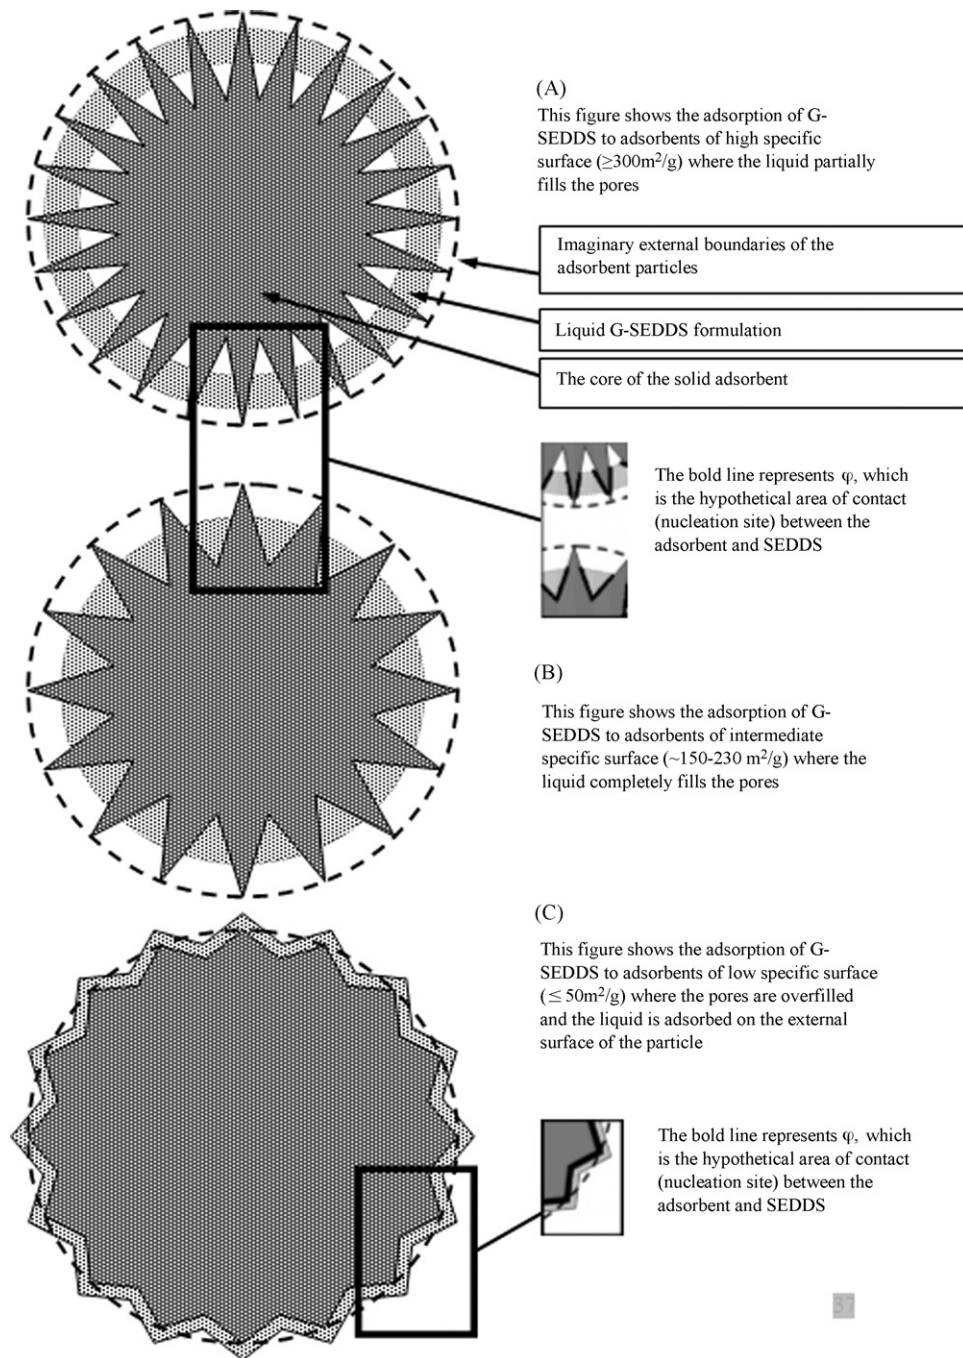 (A)
This figure shows the adsorption of G-
SEDDS to adsorbents of high specific
surface (≥300m²/g) where the liquid partially
fills the pores
Imaginary external boundaries of the
adsorbent particles
Liquid G-SEDDS formulation
The core of the solid adsorbent
The bold line represents φ, which
is the hypothetical area of contact
(nucleation site) between the
adsorbent and SEDDS
(B)
This figure shows the adsorption of G-
SEDDS to adsorbents of intermediate
specific surface (~150-230 m²/g) where the
liquid completely fills the pores
(C)
This figure shows the adsorption of G-
SEDDS to adsorbents of low specific surface
(≤ 50m²/g) where the pores are overfilled
and the liquid is adsorbed on the external
surface of the particle
The bold line represents φ, which
is the hypothetical area of contact
(nucleation site) between the
adsorbent and SEDDS
37